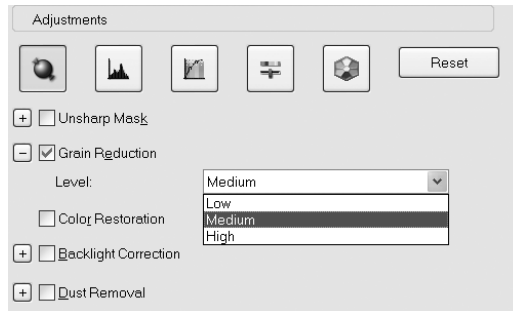 Adjustments
Reset
Unsharp Mask
Grain Reduction
Level: Medium
Low
Color Restoration Medium
High
Backlight Correction
Dust Removal